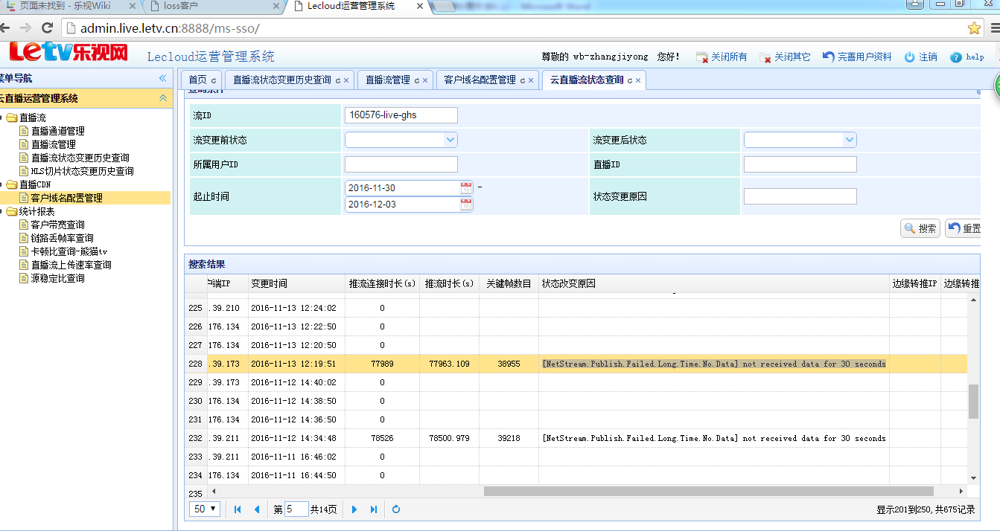 页面未找到 - 乐视Wiki × loss客户 × Lecloud运营管理系统 ×
admin.live.letv.cn:8888/ms-sso/
Letv乐视网 Lecloud运营管理系统 尊敬的 wb-zhangjiyong 您好! 关闭所有 关闭其它 完善用户资料 注销 help
菜单导航 首页 直播流状态变更历史查询 直播流管理 客户域名配置管理 云直播流状态查询
云直播运营管理系统
直播流
直播通道管理
直播流管理
直播流状态变更历史查询
HLS切片状态变更历史查询
直播CDN
客户域名配置管理
统计报表
客户带宽查询
链路丢帧率查询
卡顿比查询-熊猫tv
直播流上传速率查询
源稳定比查询
流ID 160576-live-ghs
流变更前状态 流变更后状态
所属用户ID 直播ID
起止时间 2016-11-30 - 2016-12-03 状态变更原因
搜索 重置
搜索结果
户端IP 变更时间 推流连接时长(s) 推流时长(s) 关键帧数目 状态改变原因 边缘转推IP 边缘转推
225 .39.210 2016-11-13 12:24:02 0
226 176.134 2016-11-13 12:22:50 0
227 176.134 2016-11-13 12:20:50 0
228 .39.173 2016-11-13 12:19:51 77989 77963.109 38955 [NetStream.Publish.Failed.Long.Time.No.Data] not received data for 30 seconds
229 .39.173 2016-11-12 14:40:02 0
230 176.134 2016-11-12 14:38:50 0
231 176.134 2016-11-12 14:36:50 0
232 .39.211 2016-11-12 14:34:48 78526 78500.979 39218 [NetStream.Publish.Failed.Long.Time.No.Data] not received data for 30 seconds
233 .39.211 2016-11-11 16:46:02 0
234 176.134 2016-11-11 16:44:50 0
235
50 第 5 共14页 显示201到250,共675记录